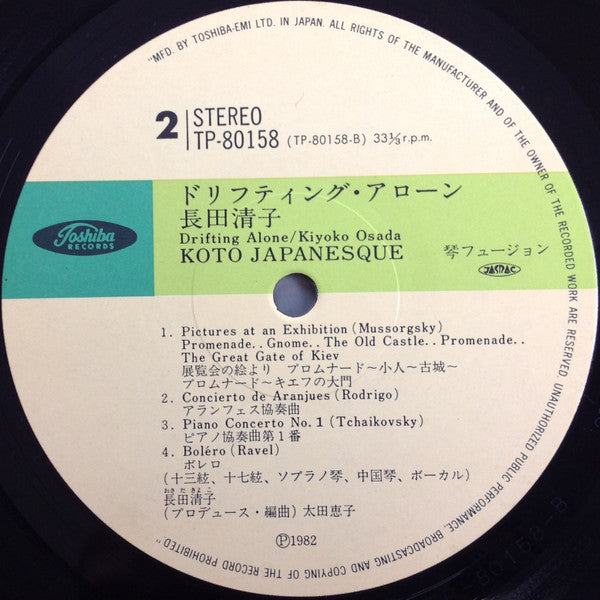 "MFD. BY TOSHIBA-EMI LTD. IN JAPAN. ALL RIGHTS OF THE MANUFACTURER AND OF THE OWNER OF THE RECORDED WORK ARE RESERVED. UNAUTHORIZED PUBLIC PERFORMANCE, BROADCASTING AND COPYING OF THE RECORD PROHIBITED."
2
STEREO
TP-80158 (TP-80158-B) 33⅓r.p.m.
Toshiba
RECORDS
ドリフティング・アローン
長田清子
Drifting Alone/Kiyoko Osada
KOTO JAPANESQUE
琴フュージョン
JASRAC
1. Pictures at an Exhibition (Mussorgsky)
Promenade..Gnome..The Old Castle..Promenade..
The Great Gate of Kiev
展覧会の絵より プロムナード〜小人〜古城〜
プロムナード〜キエフの大門
2. Concierto de Aranjues (Rodrigo)
アランフェス協奏曲
3. Piano Concerto No.1 (Tchaikovsky)
ピアノ協奏曲第1番
4. Boléro (Ravel)
ボレロ
(十三絃、十七絃、ソプラノ琴、中国琴、ボーカル)
おさ だ きよ こ
長田清子
(プロデュース・編曲) 太田恵子
Ⓟ1982